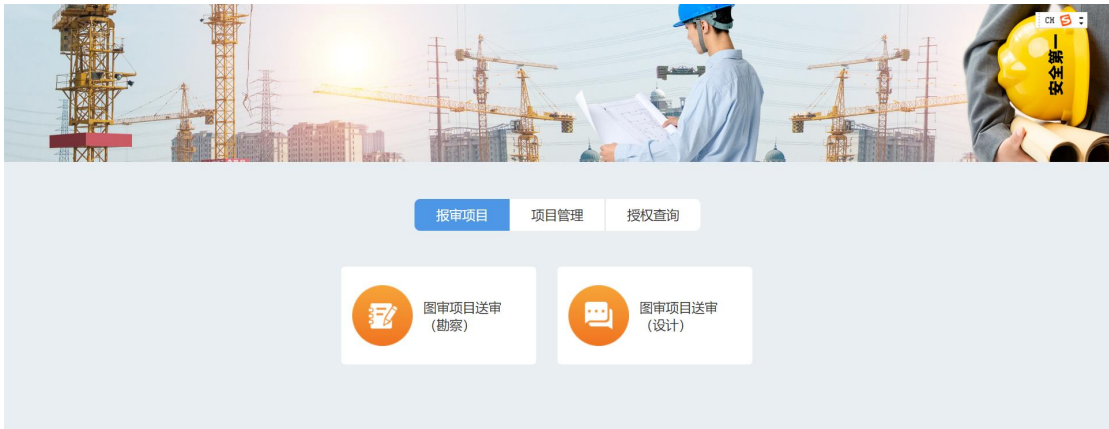 CH
安全第一
报审项目
项目管理
授权查询
图审项目送审
（勘察）
图审项目送审
（设计）